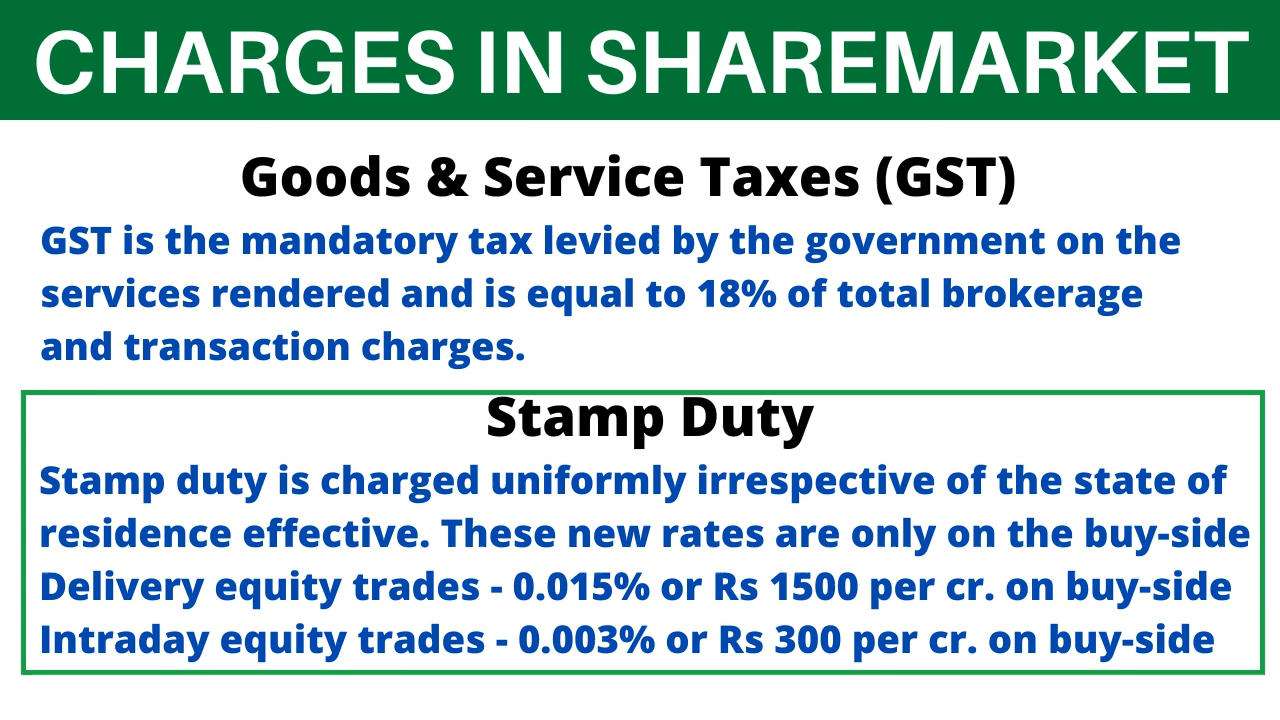 CHARGES IN SHAREMARKET
Goods & Service Taxes (GST)
GST is the mandatory tax levied by the government on the
services rendered and is equal to 18% of total brokerage
and transaction charges.
Stamp Duty
Stamp duty is charged uniformly irrespective of the state of
residence effective. These new rates are only on the buy-side
Delivery equity trades - 0.015% or Rs 1500 per cr. on buy-side
Intraday equity trades - 0.003% or Rs 300 per cr. on buy-side